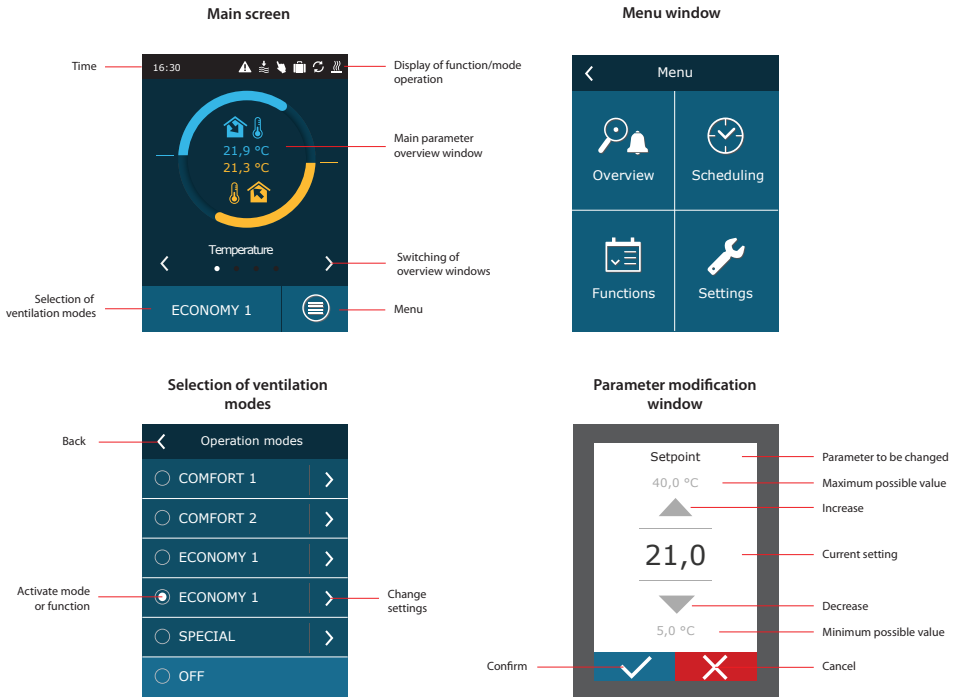 Main screen
Time
16:30
Display of function/mode
operation
21,9 °C
21,3 °C
Main parameter
overview window
Temperature
Switching of
overview windows
Selection of
ventilation modes
ECONOMY 1
Menu
Menu window
Menu
Overview
Scheduling
Functions
Settings
Selection of ventilation
modes
Back
Operation modes
COMFORT 1
COMFORT 2
ECONOMY 1
Activate mode
or function
ECONOMY 1
Change
settings
SPECIAL
OFF
Parameter modification
window
Setpoint
Parameter to be changed
40,0 °C
Maximum possible value
Increase
21,0
Current setting
Decrease
5,0 °C
Minimum possible value
Confirm
Cancel